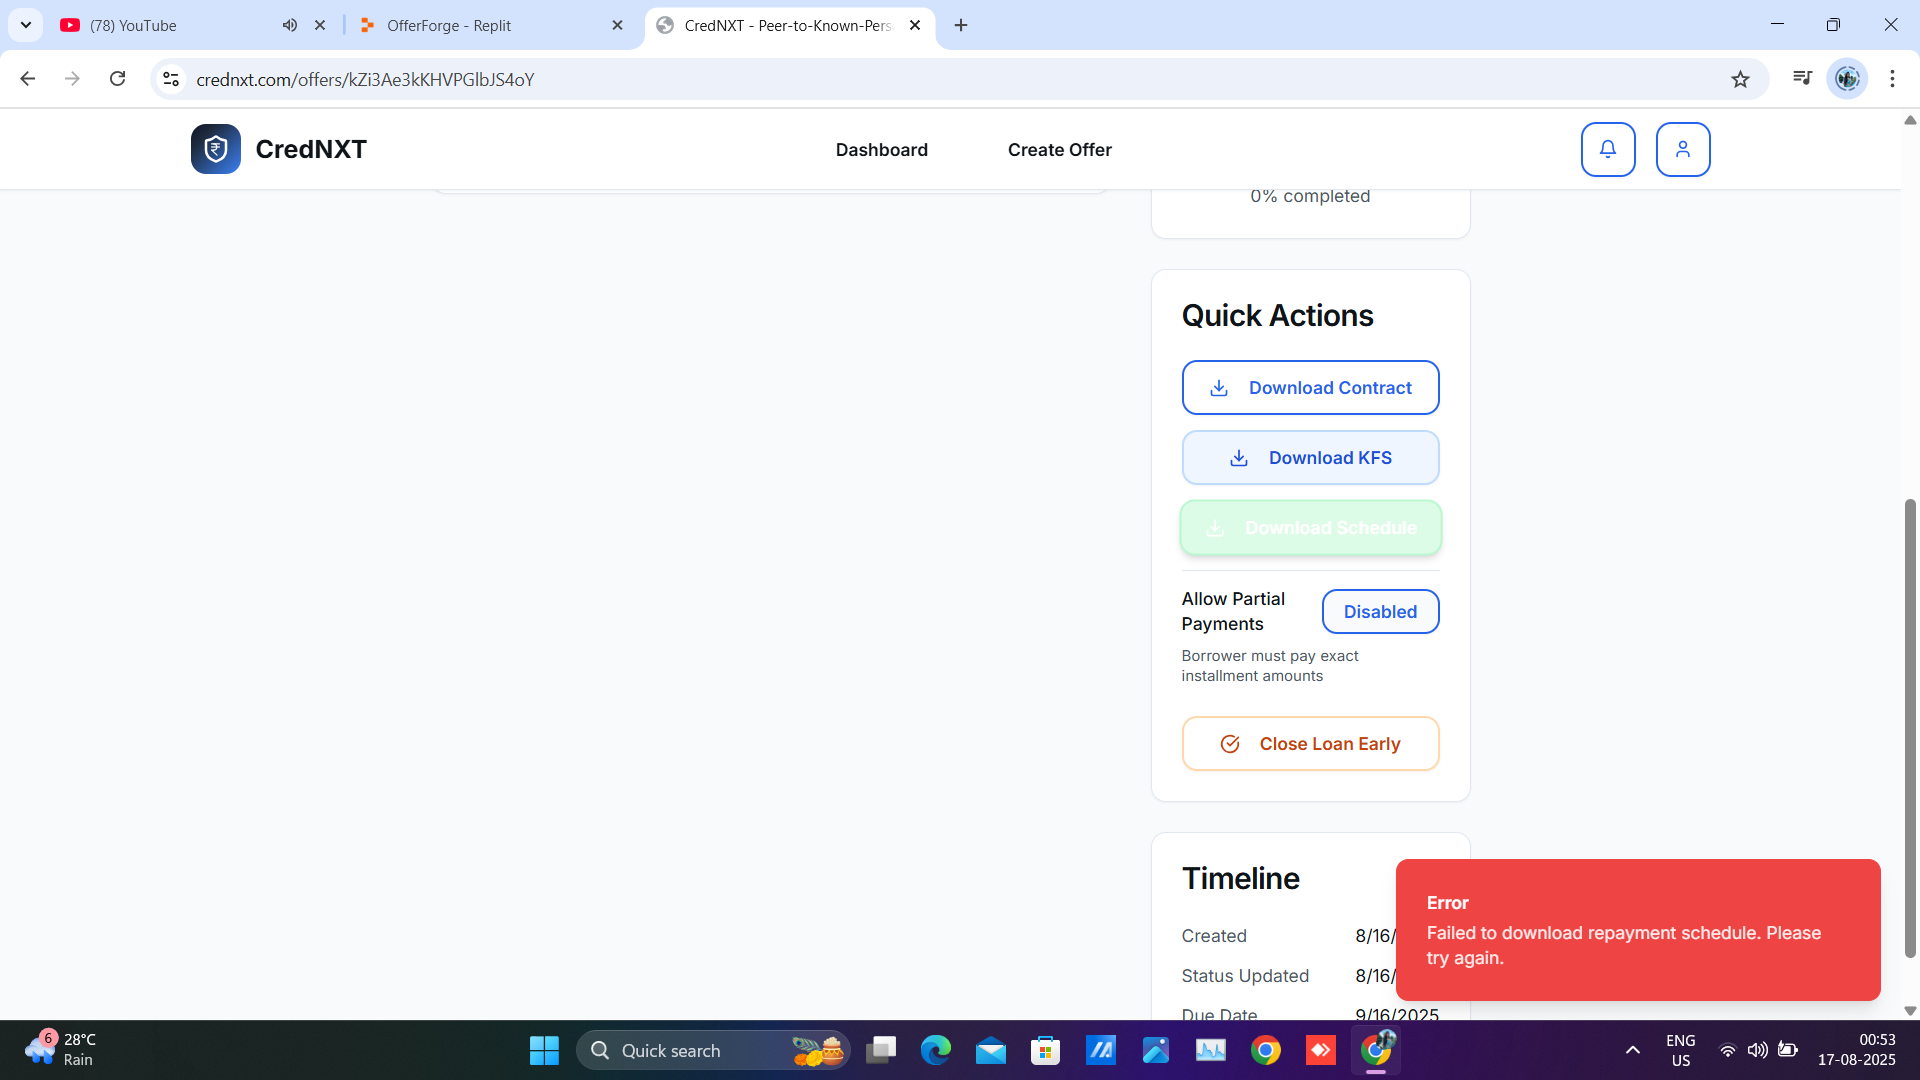 (78) YouTube
OfferForge - Replit
CredNXT - Peer-to-Known-Pers
crednxt.com/offers/kZi3Ae3kKHVPGlbJS4oY
CredNXT
Dashboard
Create Offer
0% completed
Quick Actions
Download Contract
Download KFS
Download Schedule
Allow Partial
Payments
Disabled
Borrower must pay exact
installment amounts
Close Loan Early
Timeline
Created
8/16/
Status Updated
8/16/
Due Date
9/16/2025
Error
Failed to download repayment schedule. Please
try again.
6
28°C
Rain
Quick search
ENG
US
00:53
17-08-2025